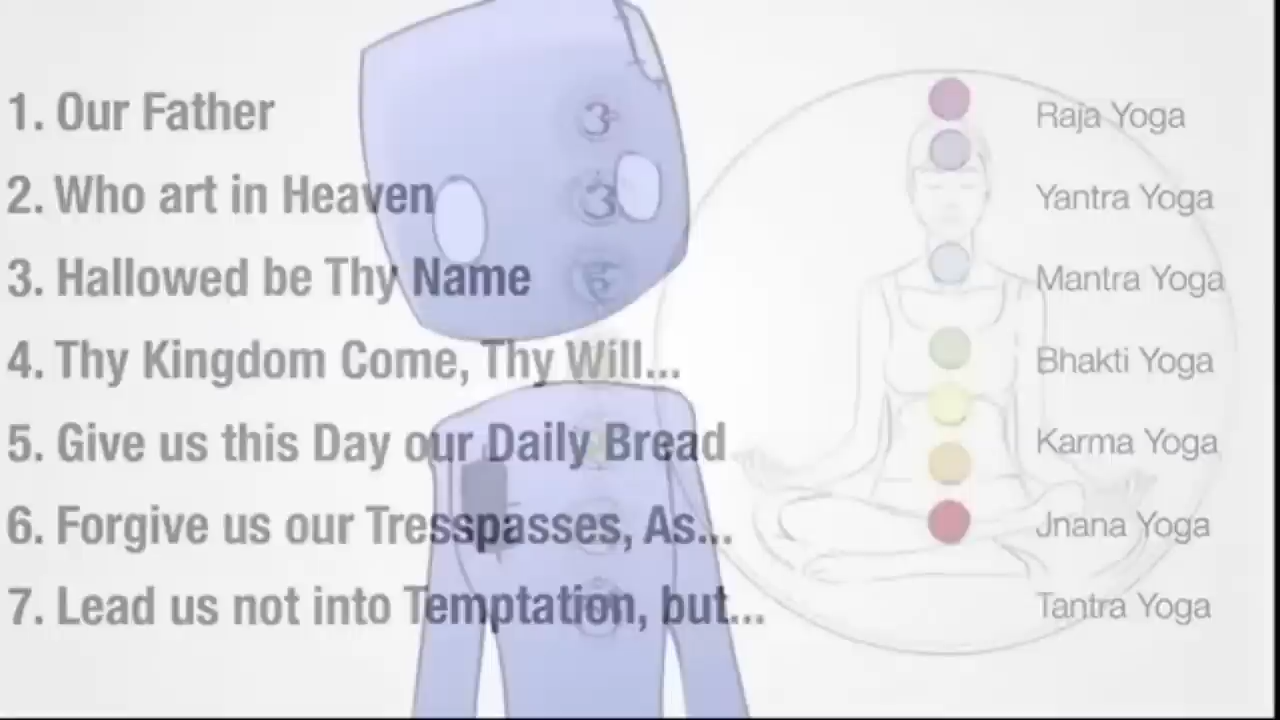 1. Our Father
Raja Yoga
2. Who art in Heaven
Yantra Yoga
3. Hallowed be Thy Name
Mantra Yoga
4. Thy Kingdom Come, Thy Will...
Bhakti Yoga
5. Give us this Day our Daily Bread
Karma Yoga
6. Forgive us our Tresspasses, As...
Jnana Yoga
7. Lead us not into Temptation, but...
Tantra Yoga